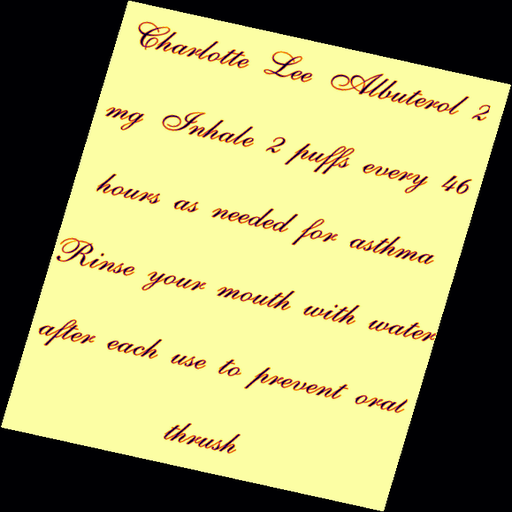 Charlotte Lee Albuterol 2
mg Inhale 2 puffs every 46
hours as needed for asthma
Rinse your mouth with water
after each use to prevent oral
thrush